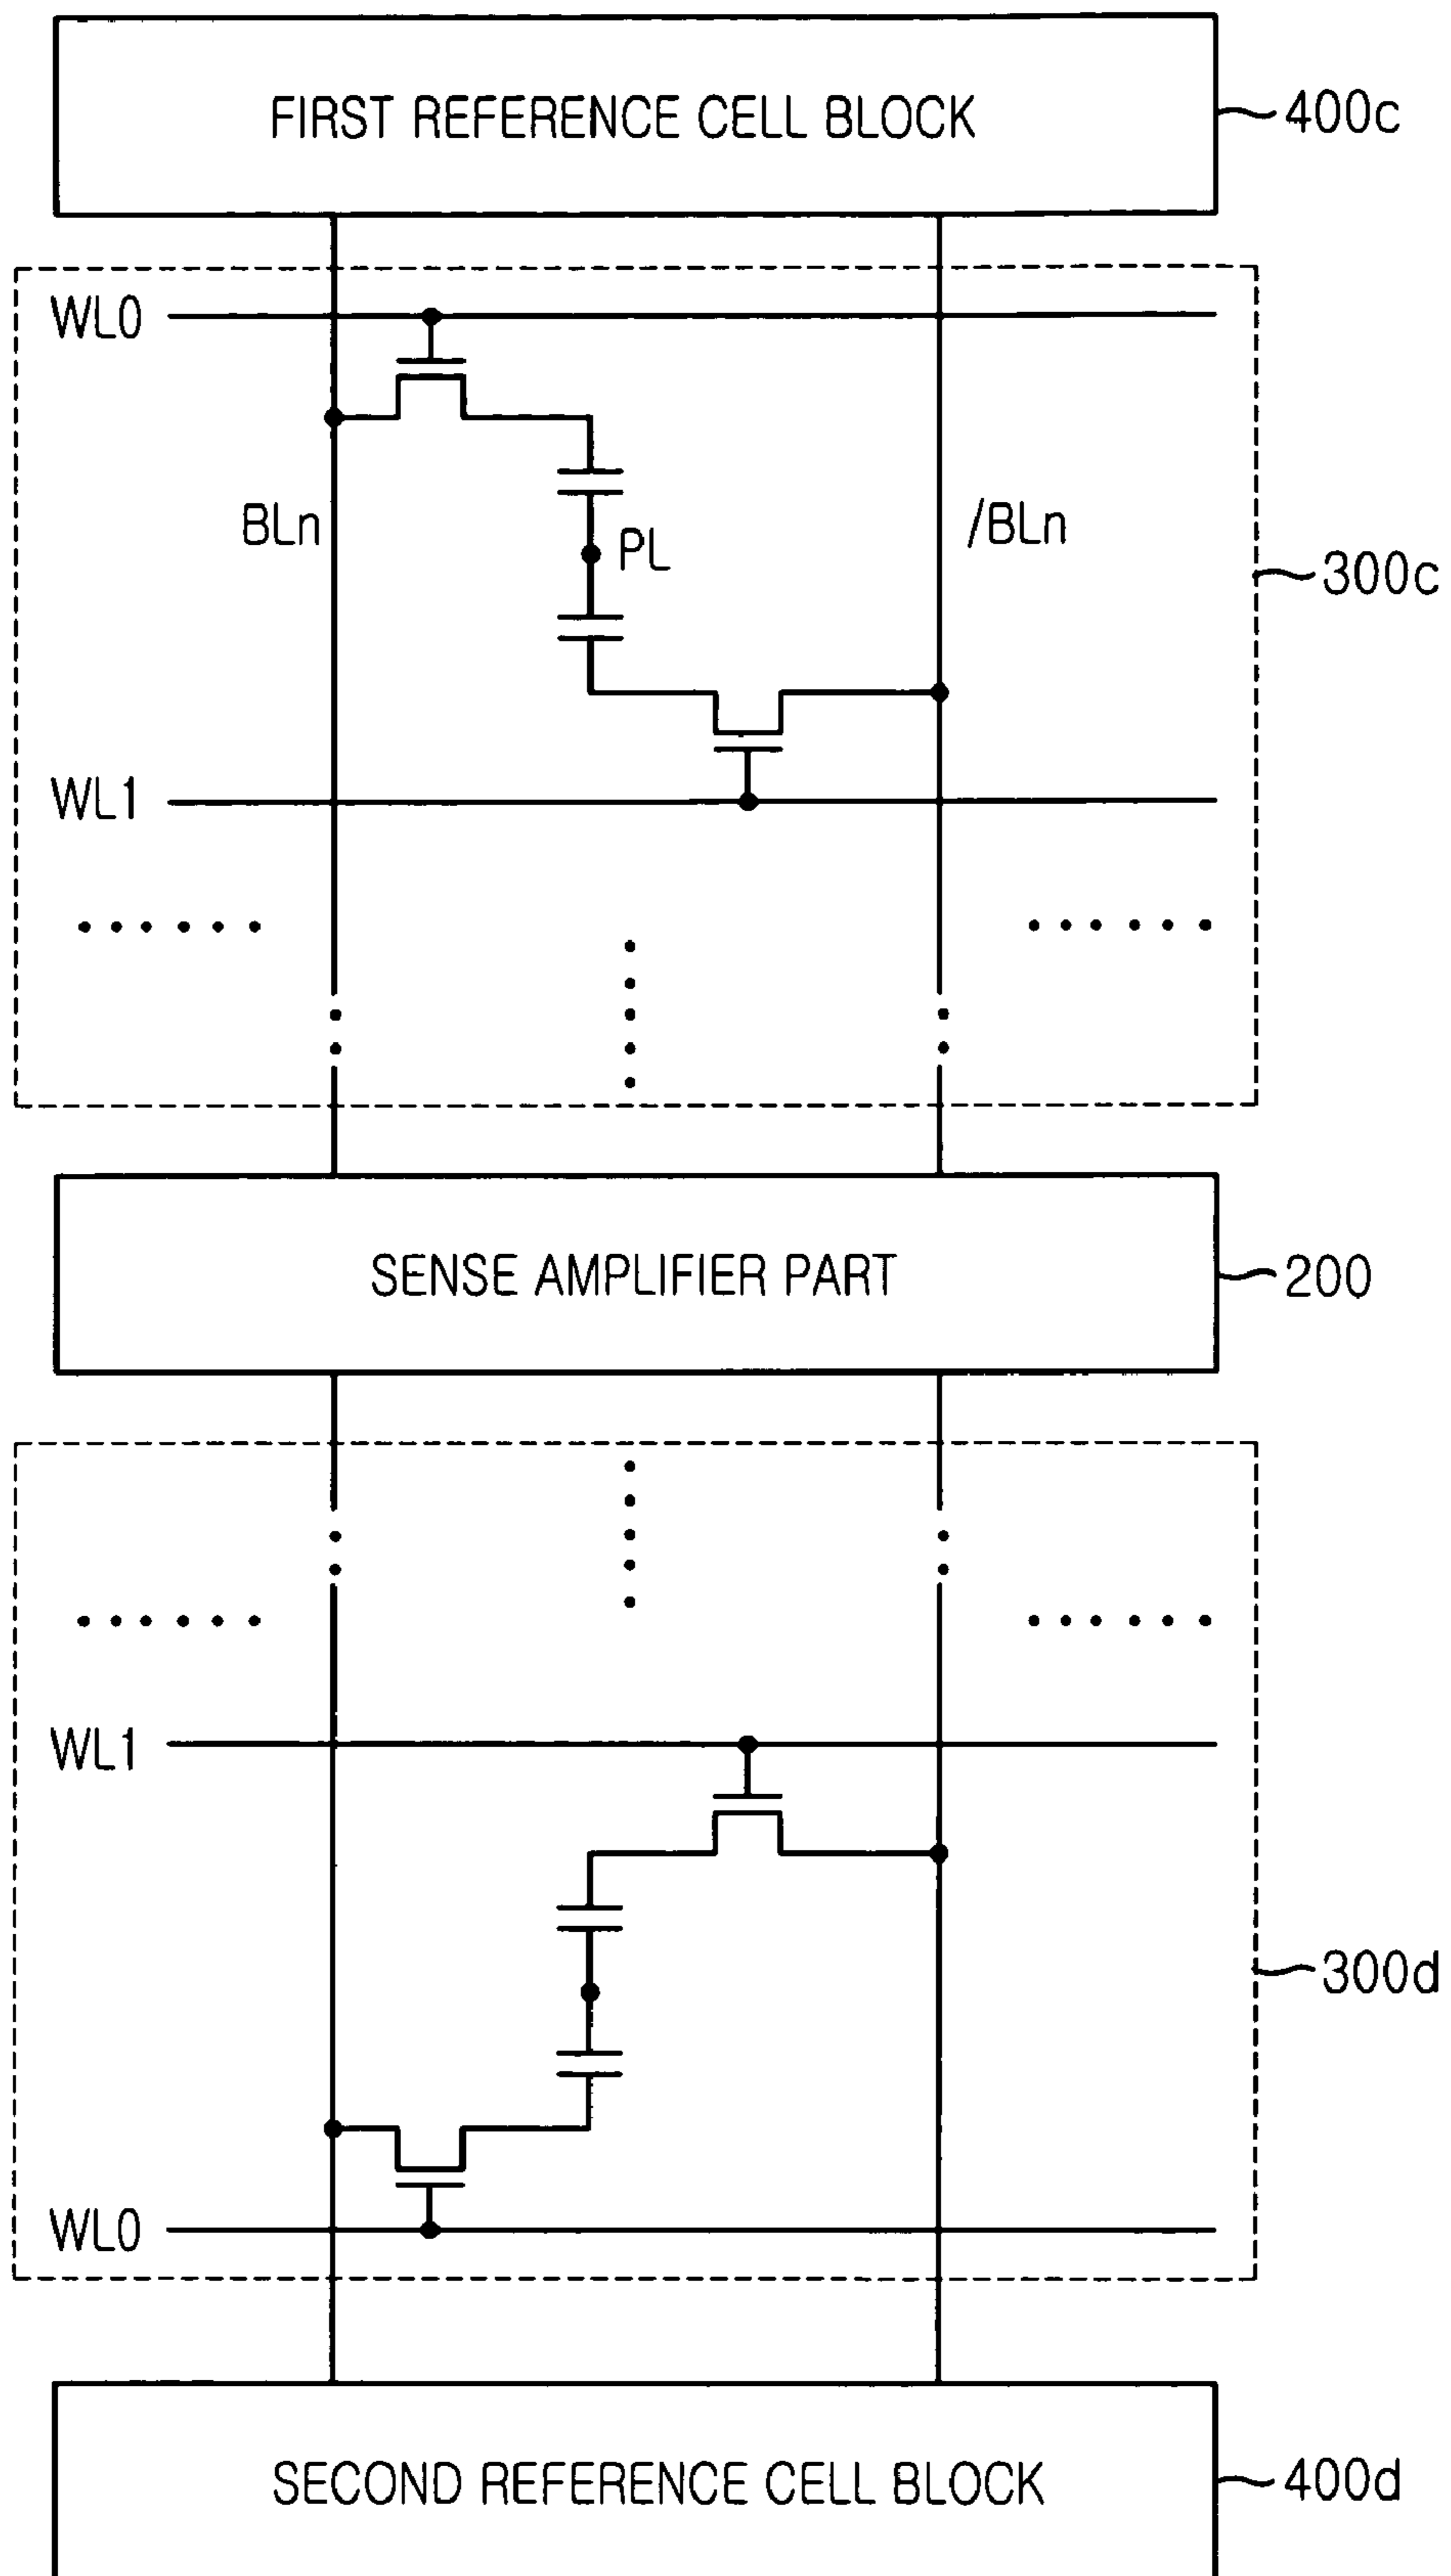 FIRST REFERENCE CELL BLOCK
400c
WL0
BLn
PL
/BLn
300c
WL1
SENSE AMPLIFIER PART
200
WL1
300d
WL0
SECOND REFERENCE CELL BLOCK
400d